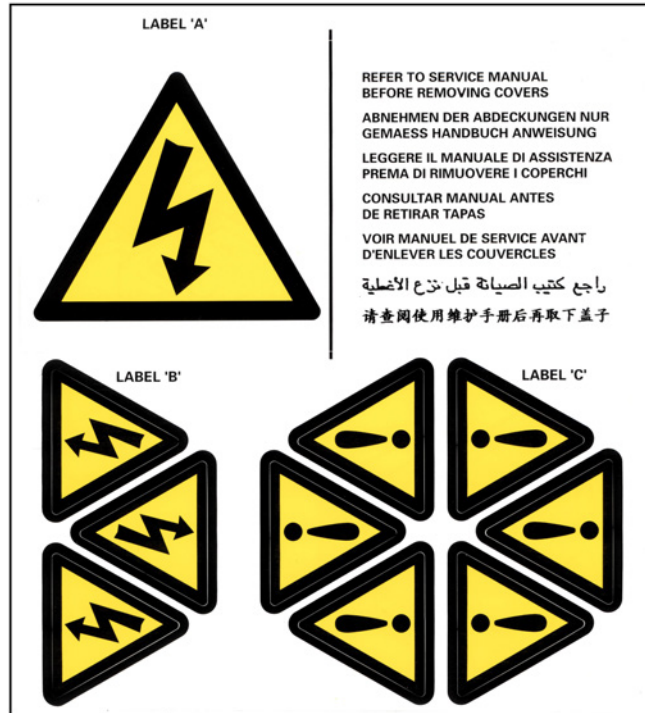 LABEL 'A'
REFER TO SERVICE MANUAL
BEFORE REMOVING COVERS
ABNEHMEN DER ABDECKUNGEN NUR
GEMAESS HANDBUCH ANWEISUNG
LEGGERE IL MANUALE DI ASSISTENZA
PREMA DI RIMUOVERE I COPERCHI
CONSULTAR MANUAL ANTES
DE RETIRAR TAPAS
VOIR MANUEL DE SERVICE AVANT
D'ENLEVER LES COUVERCLES
راجع كتيب الصيانة قبل نزع الأغطية
请查阅使用维护手册后再取下盖子
LABEL 'B'
LABEL 'C'